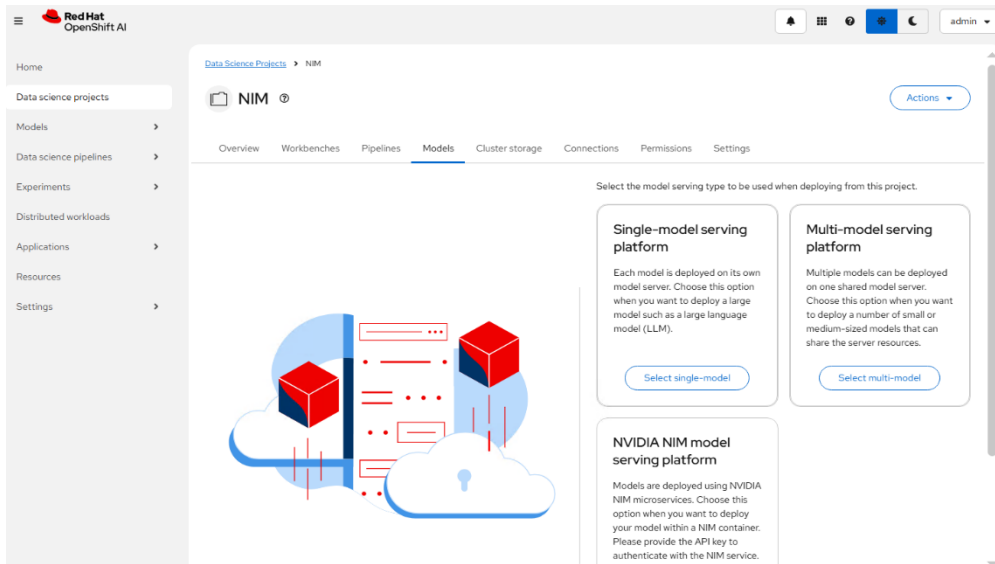 Red Hat
OpenShift AI
admin
Home
Data science projects
Models
Data science pipelines
Experiments
Distributed workloads
Applications
Resources
Settings
Data Science Projects > NIM
NIM
Actions
Overview Workbenches Pipelines Models Cluster storage Connections Permissions Settings
Select the model serving type to be used when deploying from this project.
Single-model serving
platform
Each model is deployed on its own
model server. Choose this option
when you want to deploy a large
model such as a large language
model (LLM).
Select single-model
Multi-model serving
platform
Multiple models can be deployed
on one shared model server.
Choose this option when you want
to deploy a number of small or
medium-sized models that can
share the server resources.
Select multi-model
NVIDIA NIM model
serving platform
Models are deployed using NVIDIA
NIM microservices. Choose this
option when you want to deploy
your model within a NIM container.
Please provide the API key to
authenticate with the NIM service.